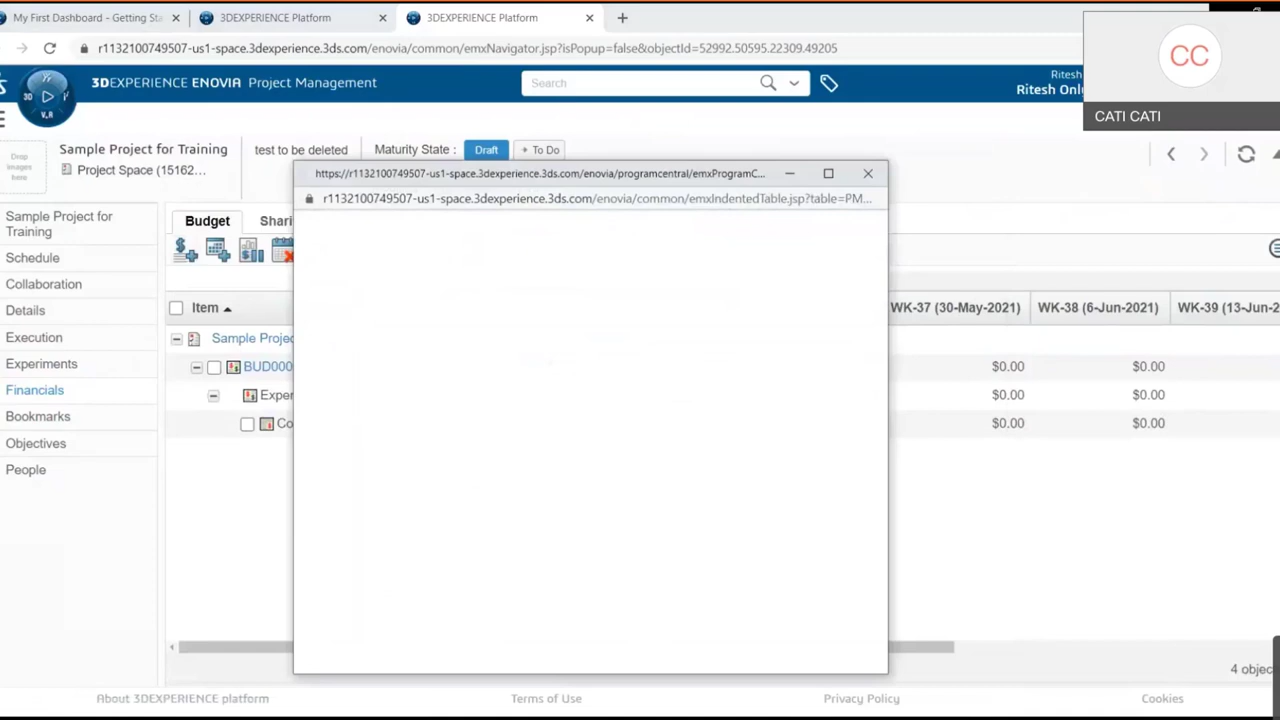 My First Dashboard - Getting Sta
3DEXPERIENCE Platform
3DEXPERIENCE Platform
r1132100749507-us1-space.3dexperience.3ds.com/enovia/common/emxNavigator.jsp?isPopup=false&objectId=52992.50595.22309.49205
CC
CATI CATI
3D
V.R
3DEXPERIENCE ENOVIA Project Management
Search
Ritesh
Ritesh Onl
Drop images here
Sample Project for Training
Project Space (15162...
test to be deleted
Maturity State :
Draft
+ To Do
https://r1132100749507-us1-space.3dexperience.3ds.com/enovia/programcentral/emxProgramC...
r1132100749507-us1-space.3dexperience.3ds.com/enovia/common/emxIndentedTable.jsp?table=PM...
Sample Project for
Training
Schedule
Collaboration
Details
Execution
Experiments
Financials
Bookmarks
Objectives
People
Budget
Shari
Item
WK-37 (30-May-2021)
WK-38 (6-Jun-2021)
WK-39 (13-Jun-2
Sample Projec
BUD000
$0.00
$0.00
Exper
$0.00
$0.00
Co
$0.00
$0.00
4 objec
About 3DEXPERIENCE platform
Terms of Use
Privacy Policy
Cookies